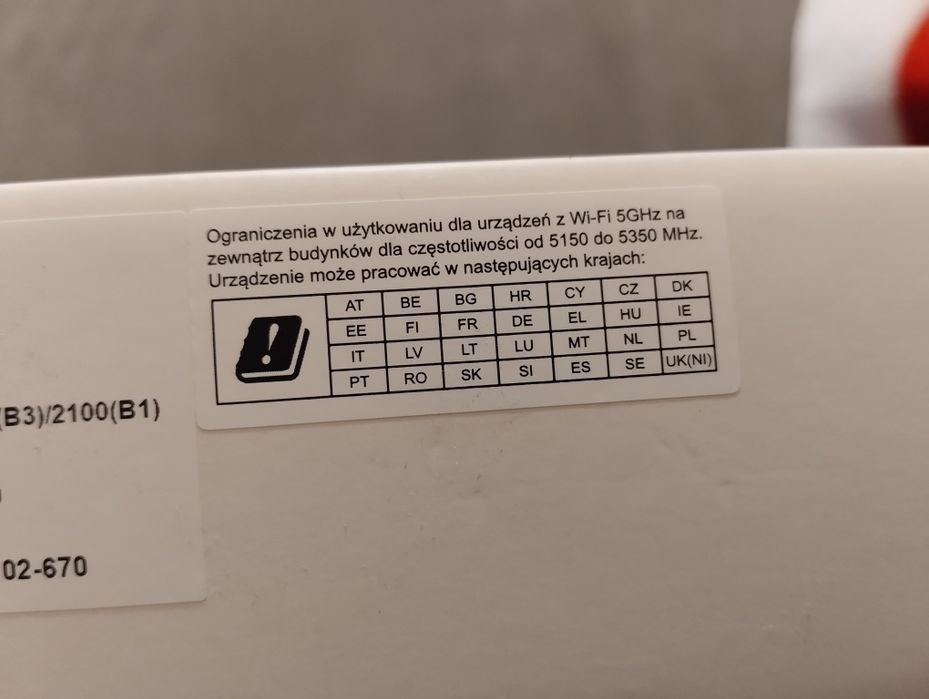 Ograniczenia w użytkowaniu dla urządzeń z Wi-Fi 5GHz na
zewnątrz budynków dla częstotliwości od 5150 do 5350 MHz.
Urządzenie może pracować w następujących krajach:
AT BE BG HR CY CZ DK
EE FI FR DE EL HU IE
IT LV LT LU MT NL PL
PT RO SK SI ES SE UK(NI)
(B3)/2100(B1)
02-670